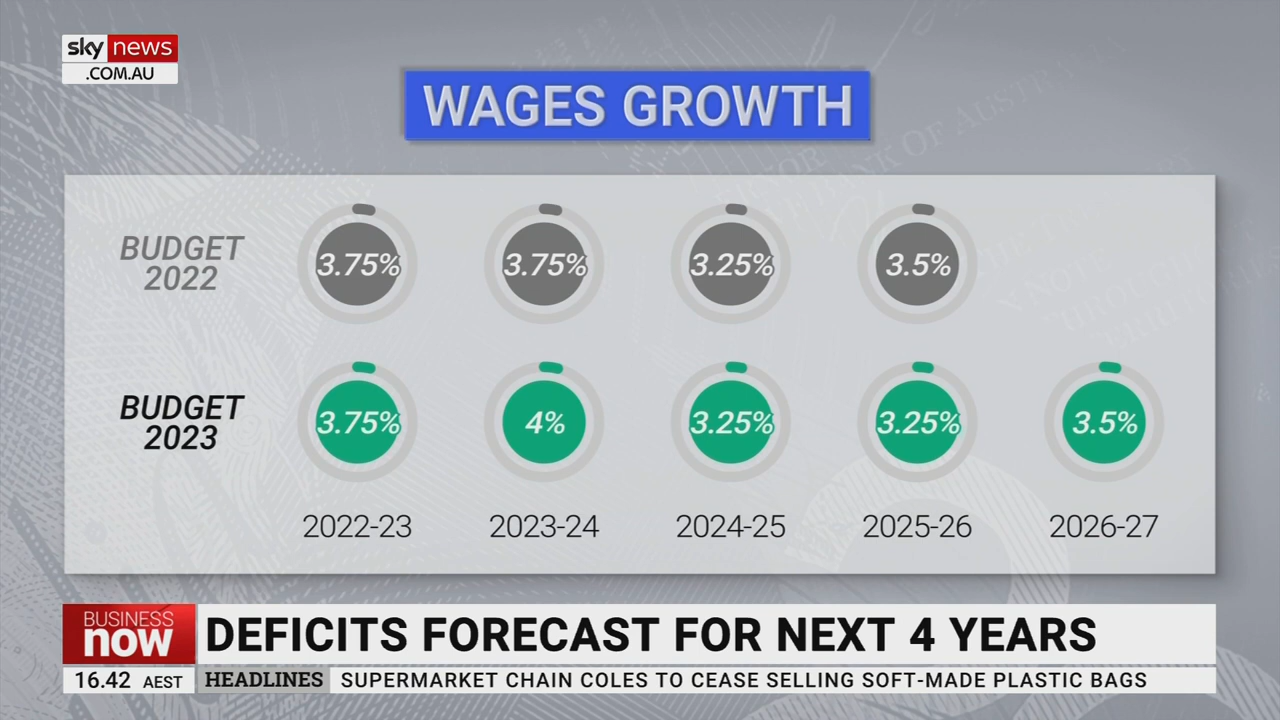 sky news
.COM.AU
WAGES GROWTH
BUDGET
2022
3.75%
3.75%
3.25%
3.5%
BUDGET
2023
3.75%
4%
3.25%
3.25%
3.5%
2022-23
2023-24
2024-25
2025-26
2026-27
BUSINESS
now
DEFICITS FORECAST FOR NEXT 4 YEARS
16.42 AEST
HEADLINES
SUPERMARKET CHAIN COLES TO CEASE SELLING SOFT-MADE PLASTIC BAGS